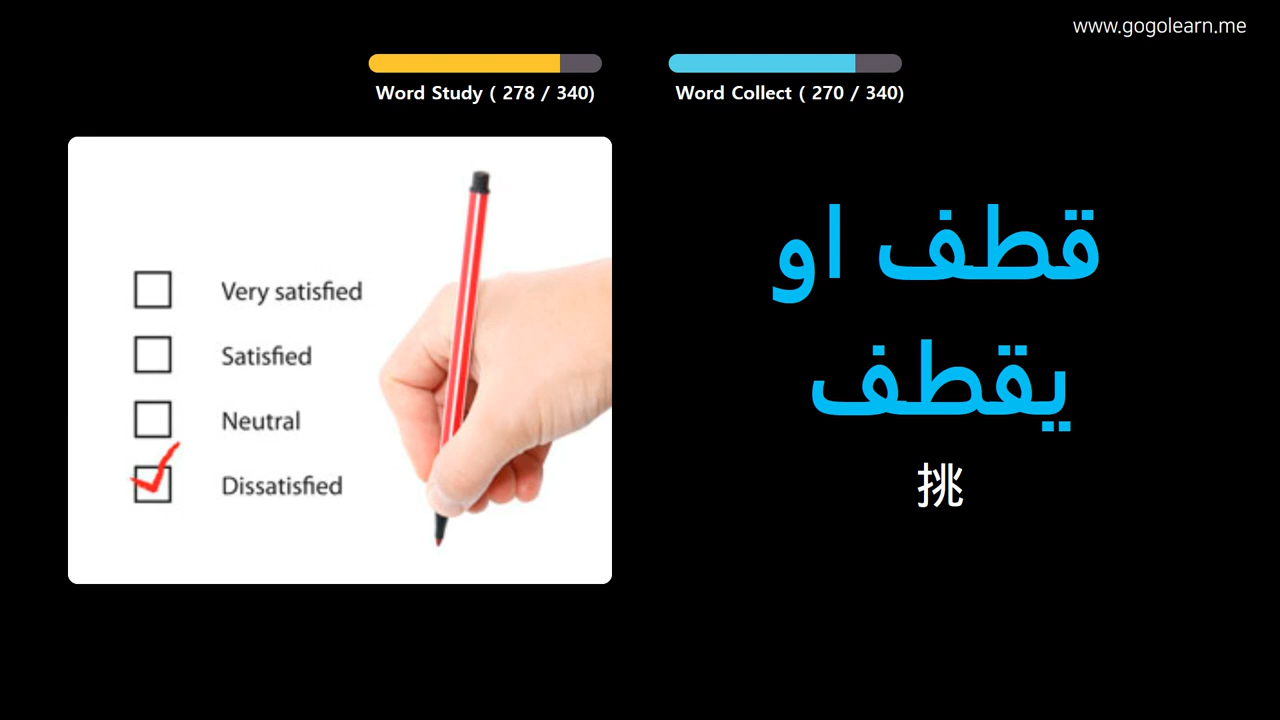 www.gogolearn.me
Word Study ( 278 / 340)
Word Collect ( 270 / 340)
Very satisfied
Satisfied
Neutral
Dissatisfied
قطف او
يقطف
挑